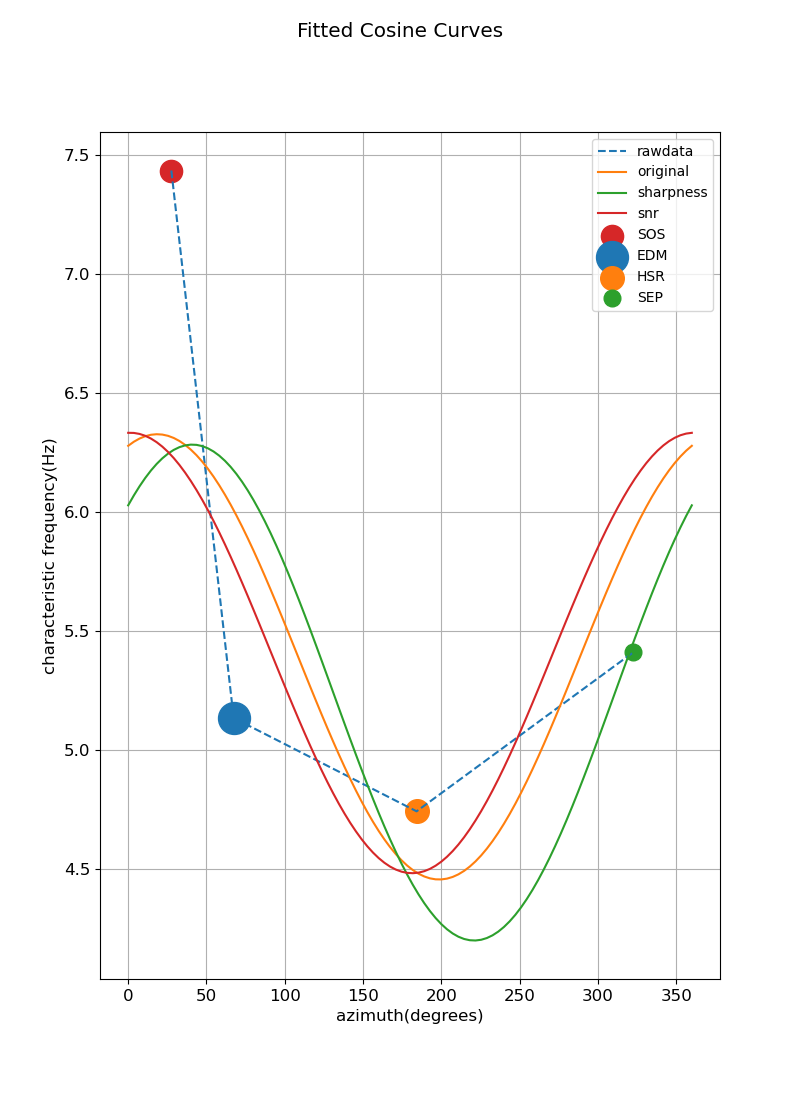 Fitted Cosine Curves
rawdata
original
sharpness
snr
SOS
EDM
HSR
SEP
7.5
7.0
6.5
6.0
5.5
5.0
4.5
characteristic frequency(Hz)
0 50 100 150 200 250 300 350
azimuth(degrees)